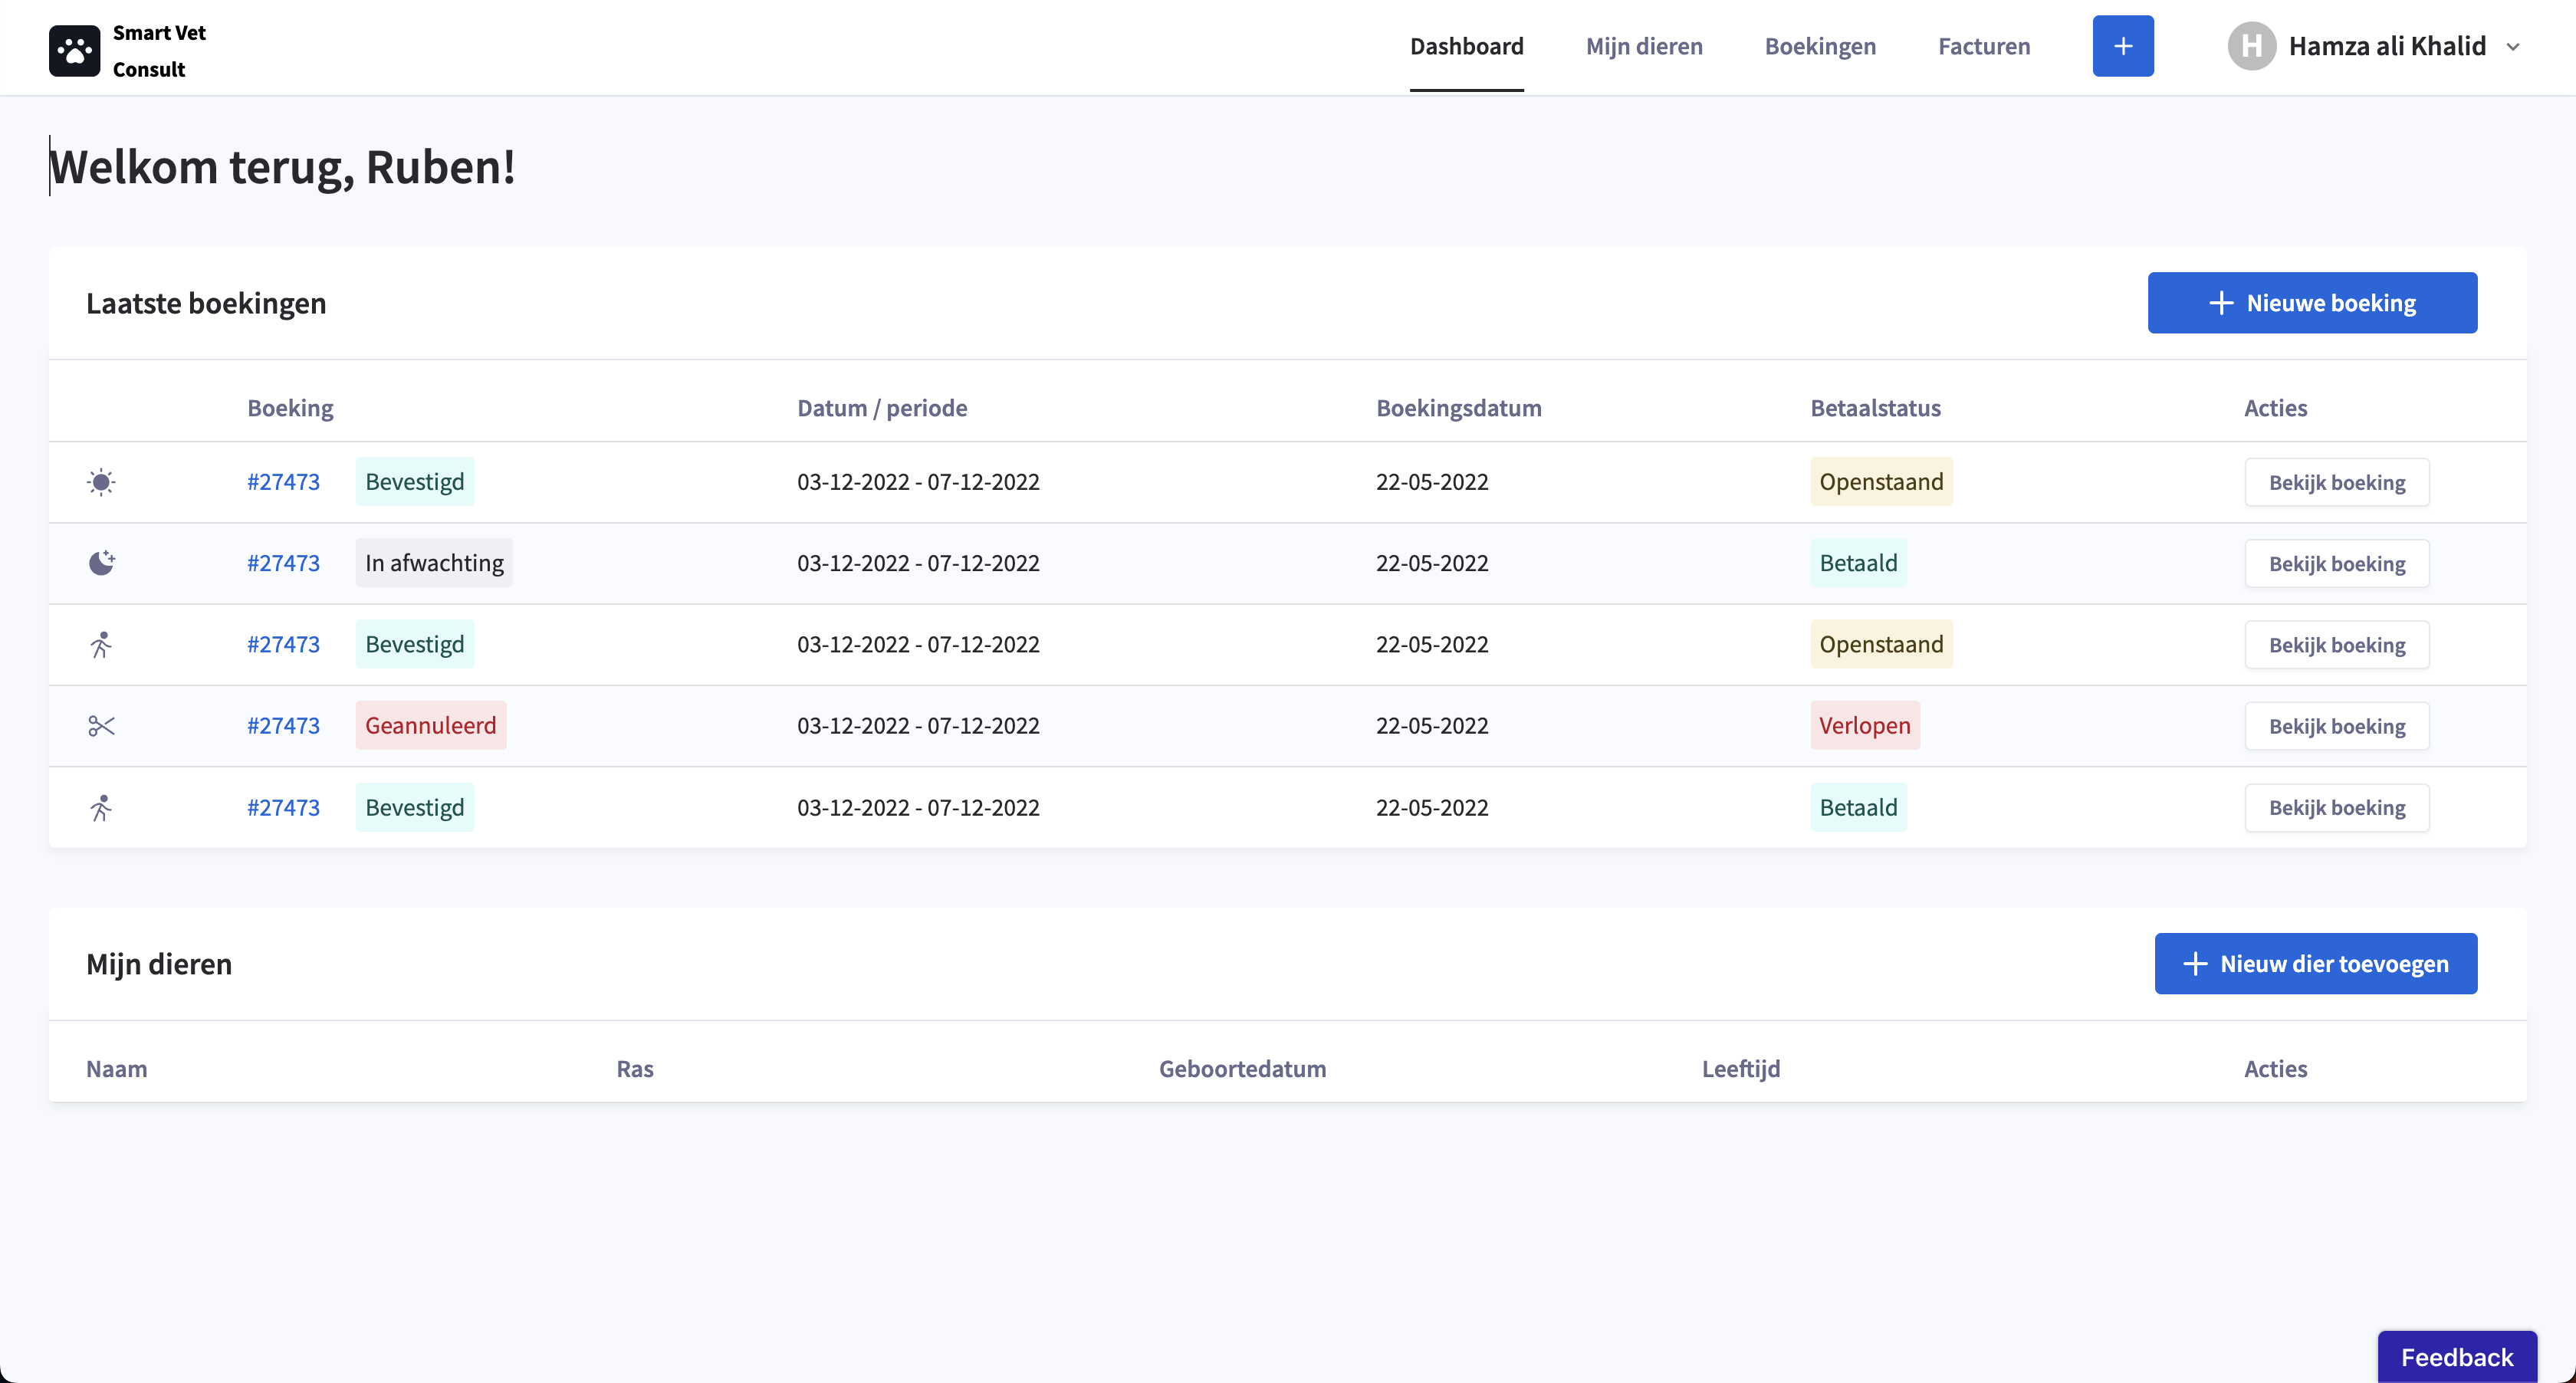 Smart Vet
Consult
Dashboard Mijn dieren Boekingen Facturen + H Hamza ali Khalid
Welkom terug, Ruben!
Laatste boekingen + Nieuwe boeking
Boeking Datum / periode Boekingsdatum Betaalstatus Acties
#27473 Bevestigd 03-12-2022 - 07-12-2022 22-05-2022 Openstaand Bekijk boeking
#27473 In afwachting 03-12-2022 - 07-12-2022 22-05-2022 Betaald Bekijk boeking
#27473 Bevestigd 03-12-2022 - 07-12-2022 22-05-2022 Openstaand Bekijk boeking
#27473 Geannuleerd 03-12-2022 - 07-12-2022 22-05-2022 Verlopen Bekijk boeking
#27473 Bevestigd 03-12-2022 - 07-12-2022 22-05-2022 Betaald Bekijk boeking
Mijn dieren + Nieuw dier toevoegen
Naam Ras Geboortedatum Leeftijd Acties
Feedback